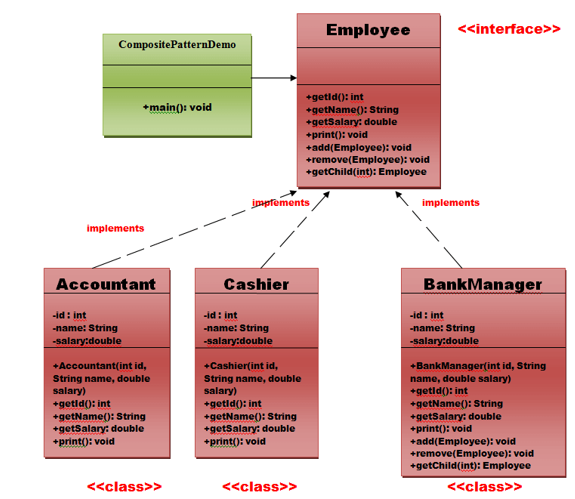 CompositePatternDemo
+main(): void
Employee
<<interface>>
+getId(): int
+getName(): String
+getSalary: double
+print(): void
+add(Employee): void
+remove(Employee): void
+getChild(int): Employee
implements
implements
implements
Accountant
-id : int
-name: String
-salary:double
+Accountant(int id,
String name, double
salary)
+getId(): int
+getName(): String
+getSalary: double
+print(): void
<<class>>
Cashier
-id : int
-name: String
-salary:double
+Cashier(int id,
String name, double
salary)
+getId(): int
+getName(): String
+getSalary: double
+print(): void
<<class>>
BankManager
-id : int
-name: String
-salary:double
+BankManager(int id, String
name, double salary)
+getId(): int
+getName(): String
+getSalary: double
+print(): void
+add(Employee): void
+remove(Employee): void
+getChild(int): Employee
<<class>>